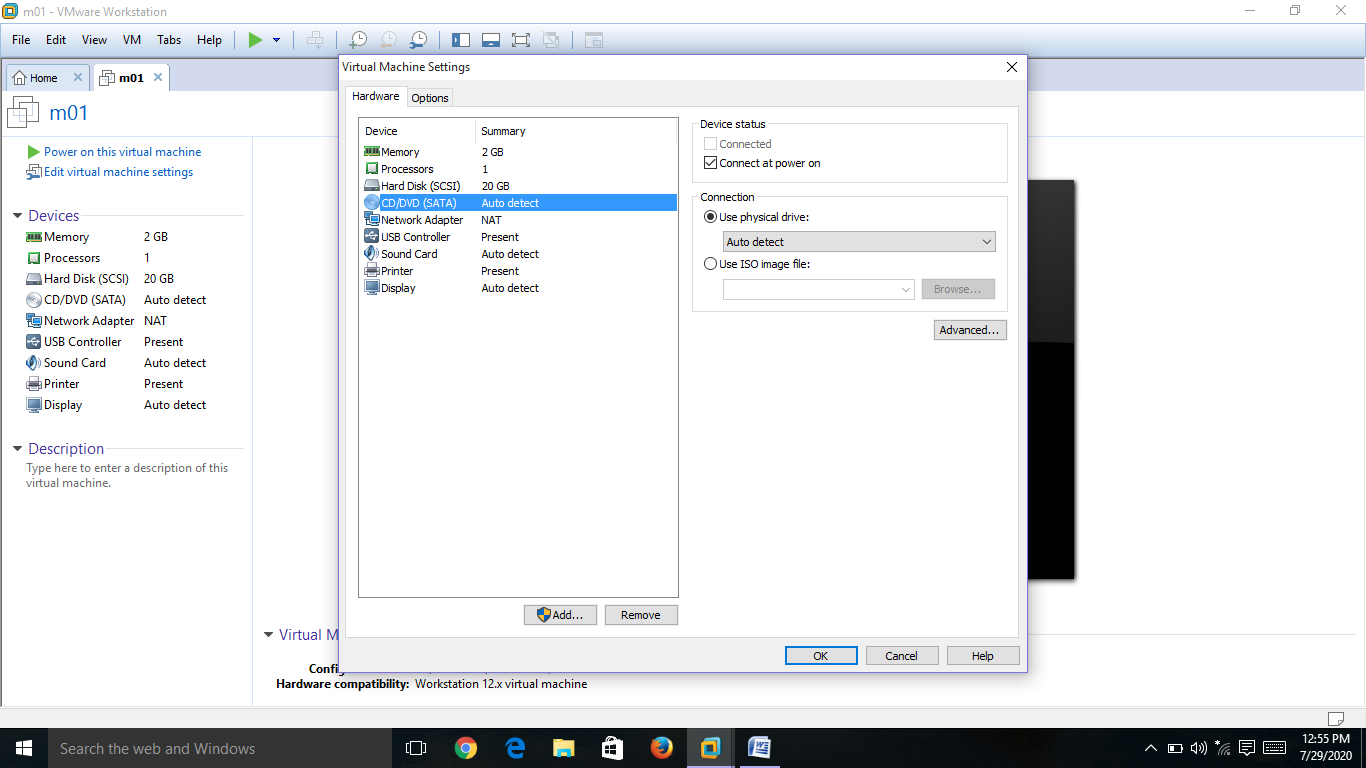 m01 - VMware Workstation
File Edit View VM Tabs Help
Home m01
m01
Power on this virtual machine
Edit virtual machine settings
Devices
Memory 2 GB
Processors 1
Hard Disk (SCSI) 20 GB
CD/DVD (SATA) Auto detect
Network Adapter NAT
USB Controller Present
Sound Card Auto detect
Printer Present
Display Auto detect
Description
Type here to enter a description of this
virtual machine.
Virtual Machine Settings
Hardware Options
Device Summary
Memory 2 GB
Processors 1
Hard Disk (SCSI) 20 GB
CD/DVD (SATA) Auto detect
Network Adapter NAT
USB Controller Present
Sound Card Auto detect
Printer Present
Display Auto detect
Add... Remove
Device status
Connected
Connect at power on
Connection
Use physical drive:
Auto detect
Use ISO image file:
Browse...
Advanced...
OK Cancel Help
Virtual M
Confi
Hardware compatibility: Workstation 12.x virtual machine
Search the web and Windows
12:55 PM
7/29/2020